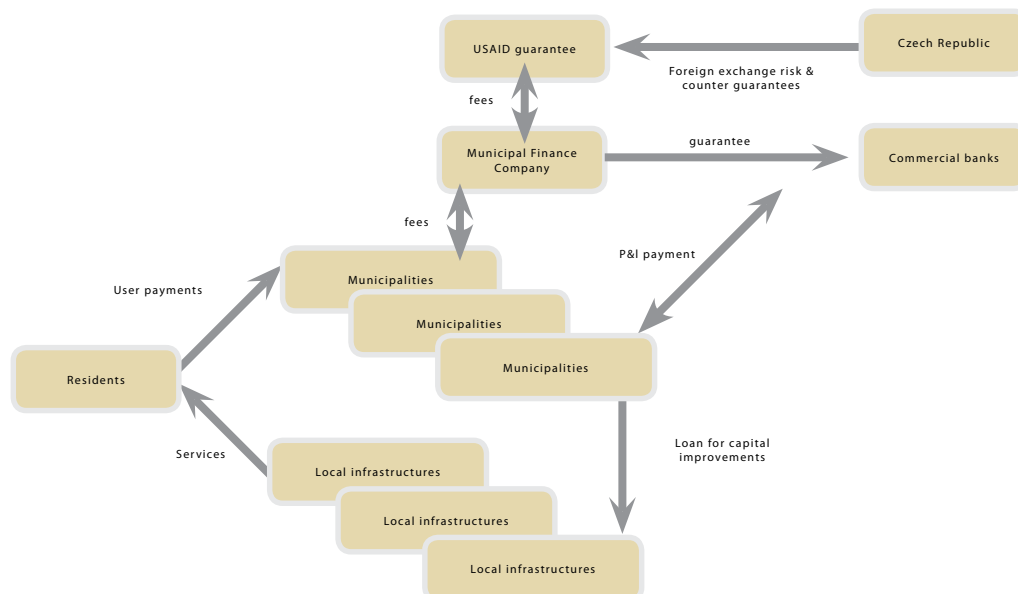 USAID guarantee
Czech Republic
Foreign exchange risk &
counter guarantees
fees
Municipal Finance
Company
guarantee
Commercial banks
fees
P&I payment
Municipalities
User payments
Municipalities
Municipalities
Residents
Loan for capital
improvements
Services
Local infrastructures
Local infrastructures
Local infrastructures